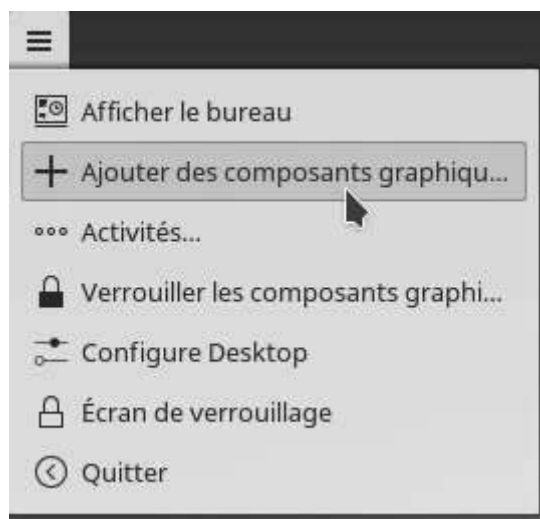 Afficher le bureau
Ajouter des composants graphiqu...
Activités...
Verrouiller les composants graphi...
Configure Desktop
Écran de verrouillage
Quitter